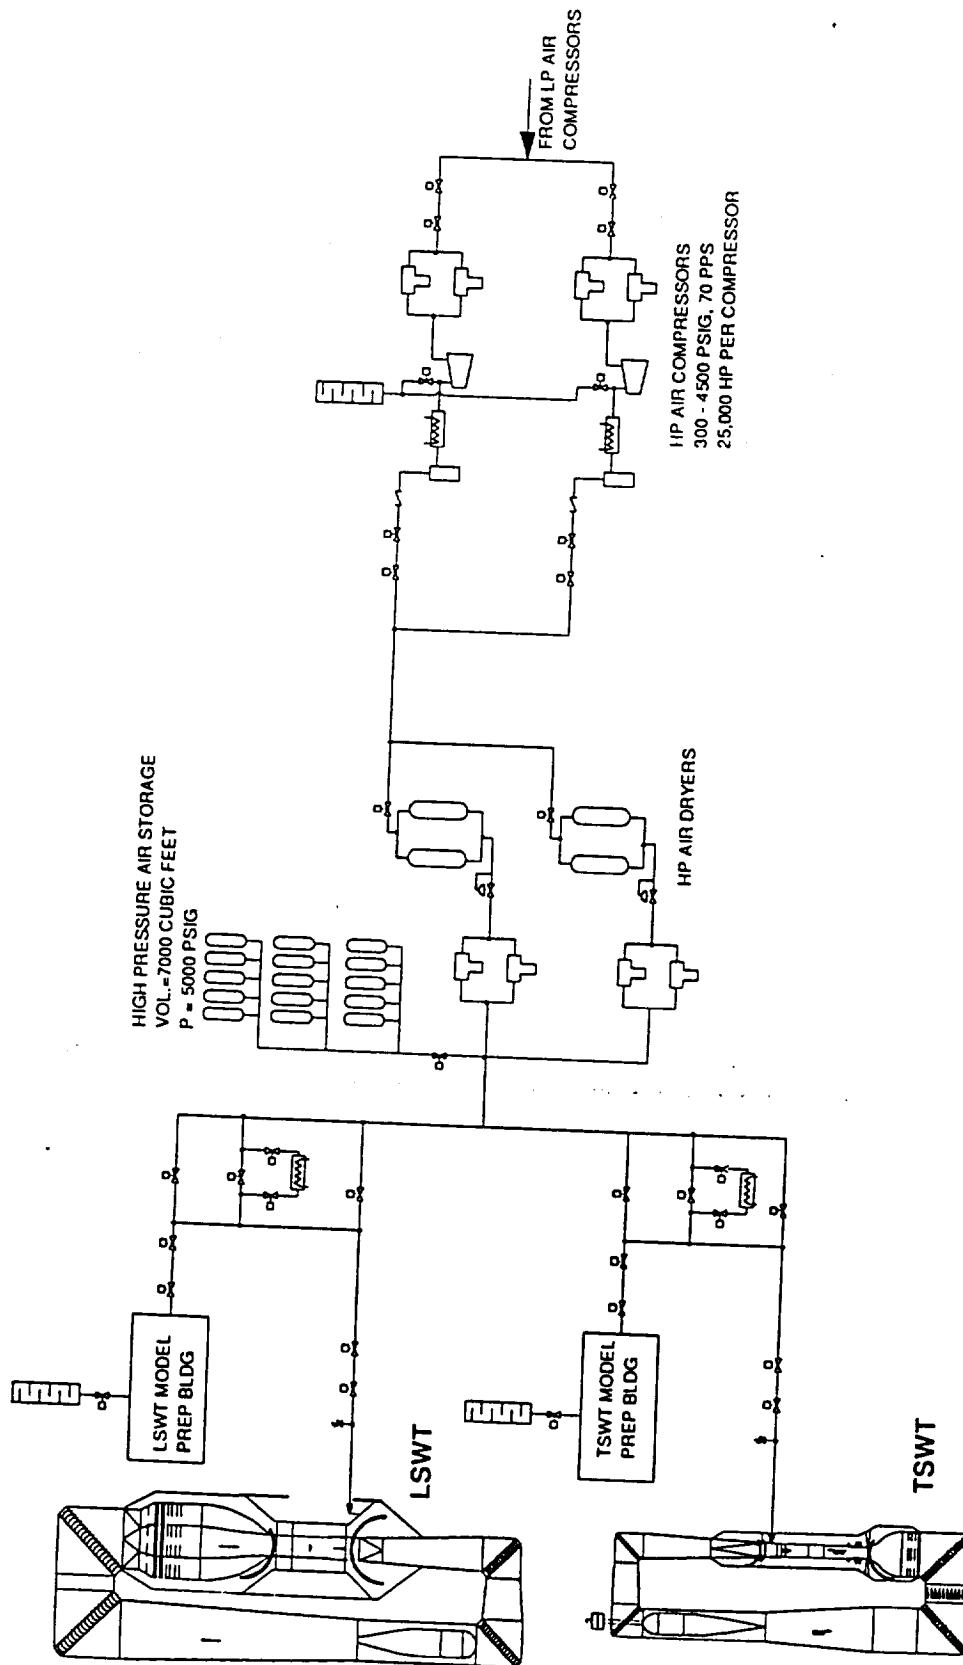 FROM LP AIR
COMPRESSORS
HP AIR COMPRESSORS
300 - 4500 PSIG, 70 PPS
25,000 HP PER COMPRESSOR
HIGH PRESSURE AIR STORAGE
VOL.=7000 CUBIC FEET
P = 5000 PSIG
HP AIR DRYERS
LSWT MODEL
PREP BLDG
TSWT MODEL
PREP BLDG
LSWT
TSWT